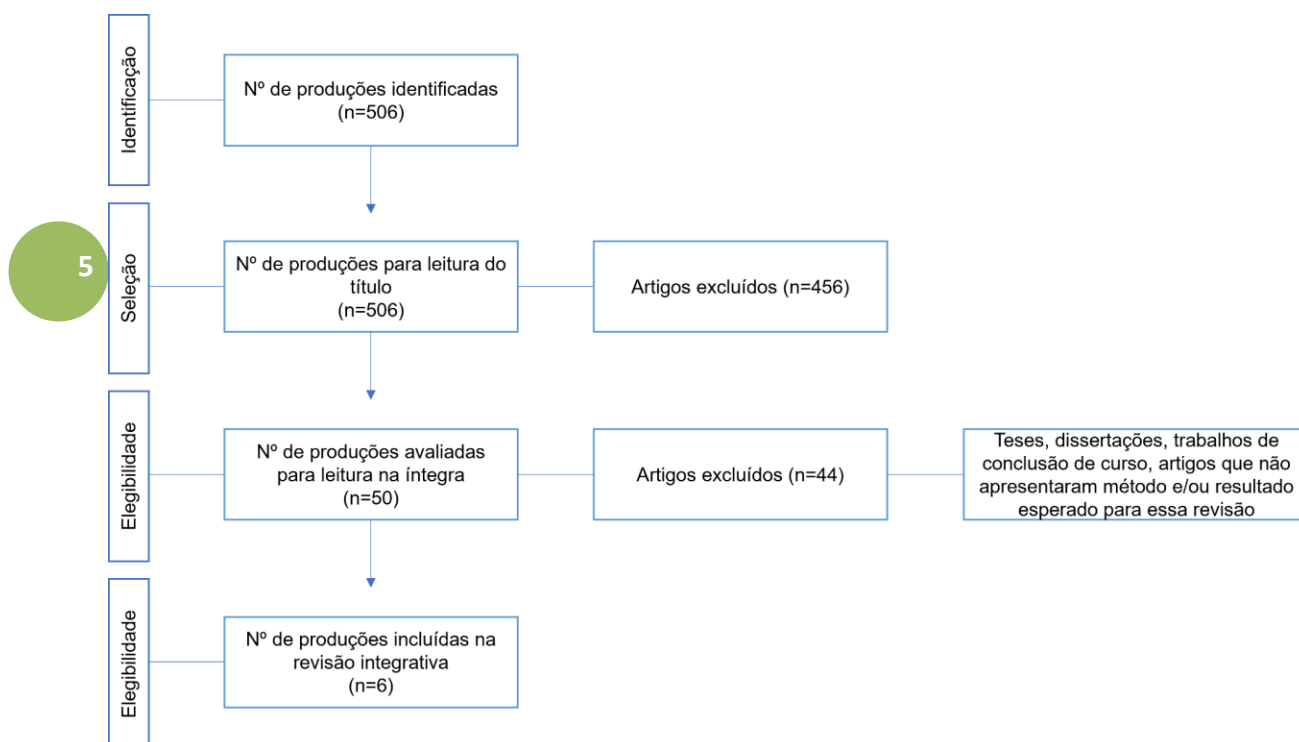 Identificação
Nº de produções identificadas
(n=506)
5
Seleção
Nº de produções para leitura do
título
(n=506)
Artigos excluídos (n=456)
Elegibilidade
Nº de produções avaliadas
para leitura na íntegra
(n=50)
Artigos excluídos (n=44)
Teses, dissertações, trabalhos de
conclusão de curso, artigos que não
apresentaram método e/ou resultado
esperado para essa revisão
Elegibilidade
Nº de produções incluídas na
revisão integrativa
(n=6)